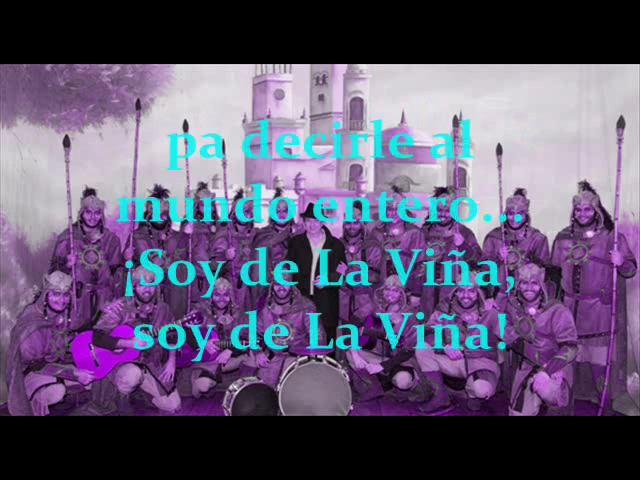 pa decirle al
mundo entero...
¡Soy de La Viña,
soy de La Viña!